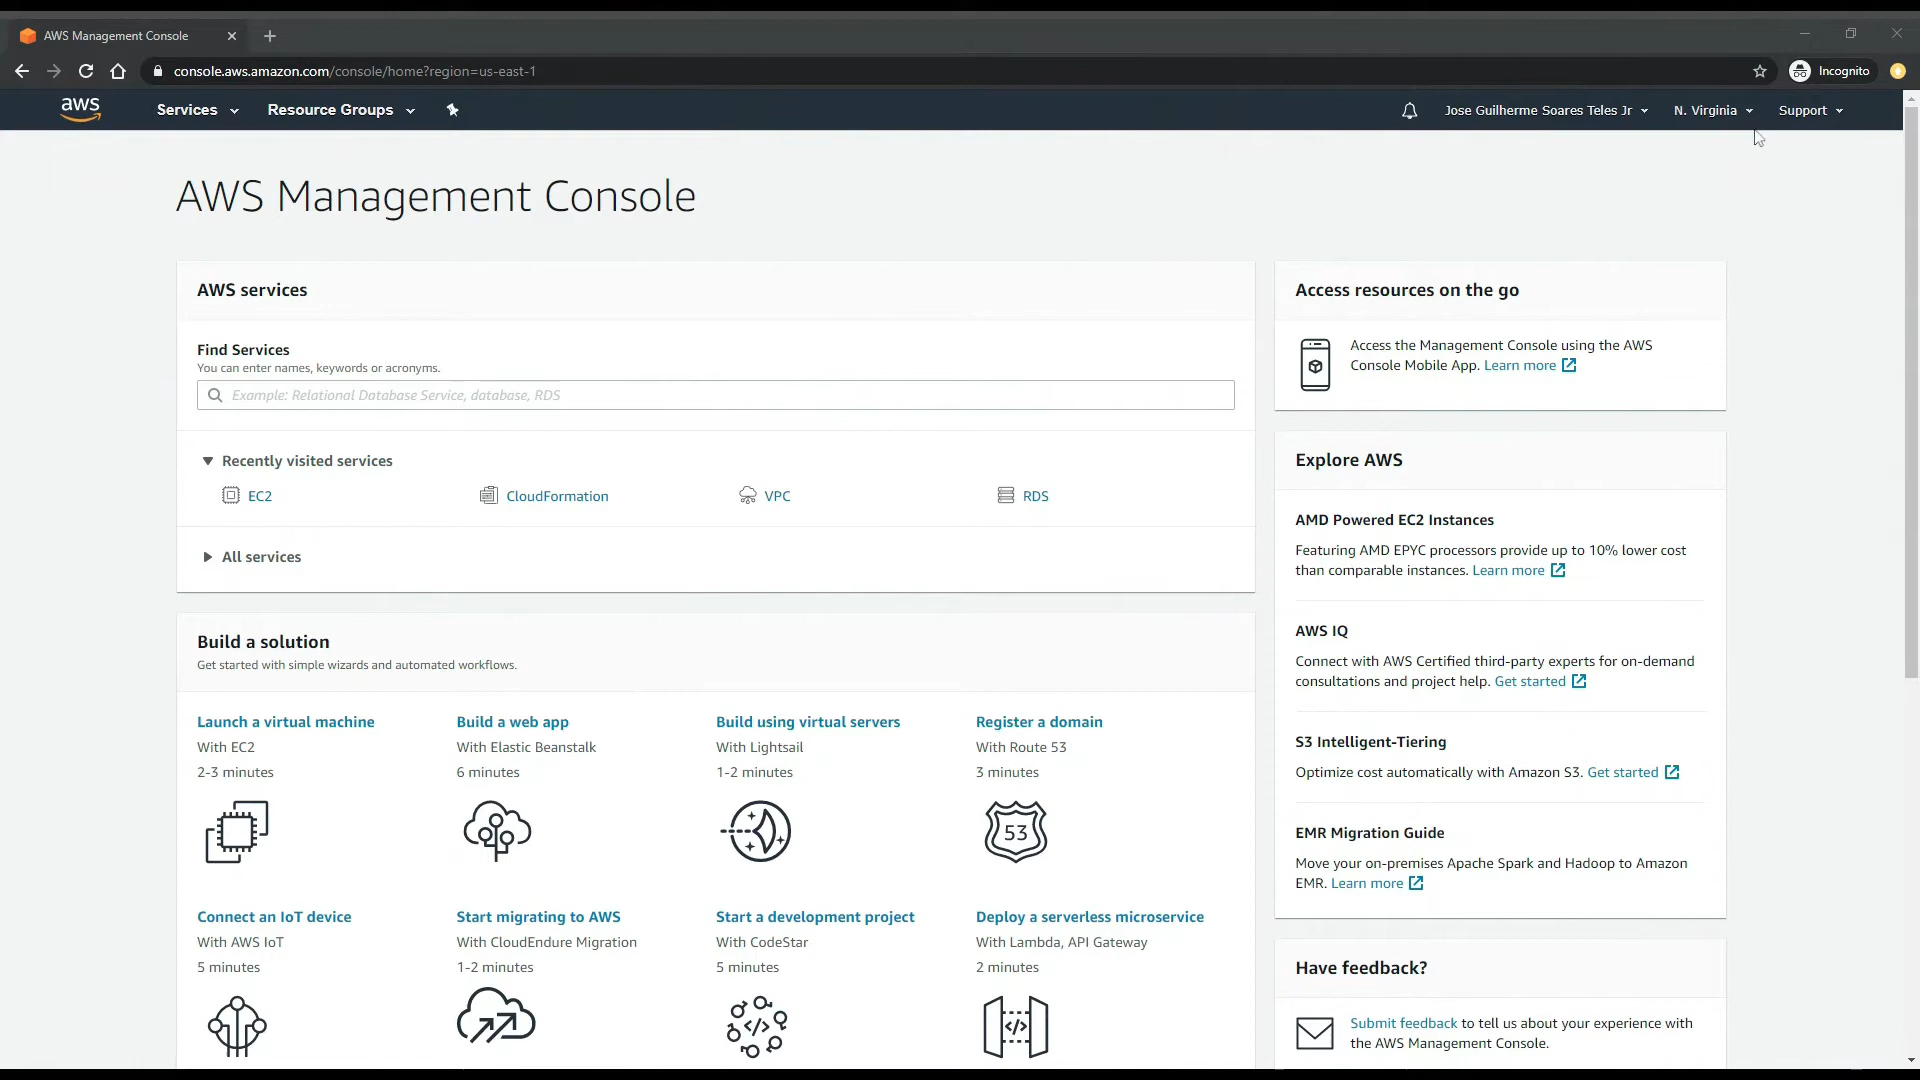 AWS Management Console
console.aws.amazon.com/console/home?region=us-east-1
Incognito
aws
Services
Resource Groups
Jose Guilherme Soares Teles Jr
N. Virginia
Support
AWS Management Console
AWS services
Find Services
You can enter names, keywords or acronyms.
Example: Relational Database Service, database, RDS
Recently visited services
EC2
CloudFormation
VPC
RDS
All services
Build a solution
Get started with simple wizards and automated workflows.
Launch a virtual machine
With EC2
2-3 minutes
Build a web app
With Elastic Beanstalk
6 minutes
Build using virtual servers
With Lightsail
1-2 minutes
Register a domain
With Route 53
3 minutes
53
Connect an IoT device
With AWS IoT
5 minutes
Start migrating to AWS
With CloudEndure Migration
1-2 minutes
Start a development project
With CodeStar
5 minutes
Deploy a serverless microservice
With Lambda, API Gateway
2 minutes
Access resources on the go
Access the Management Console using the AWS
Console Mobile App. Learn more
Explore AWS
AMD Powered EC2 Instances
Featuring AMD EPYC processors provide up to 10% lower cost
than comparable instances. Learn more
AWS IQ
Connect with AWS Certified third-party experts for on-demand
consultations and project help. Get started
S3 Intelligent-Tiering
Optimize cost automatically with Amazon S3. Get started
EMR Migration Guide
Move your on-premises Apache Spark and Hadoop to Amazon
EMR. Learn more
Have feedback?
Submit feedback to tell us about your experience with
the AWS Management Console.